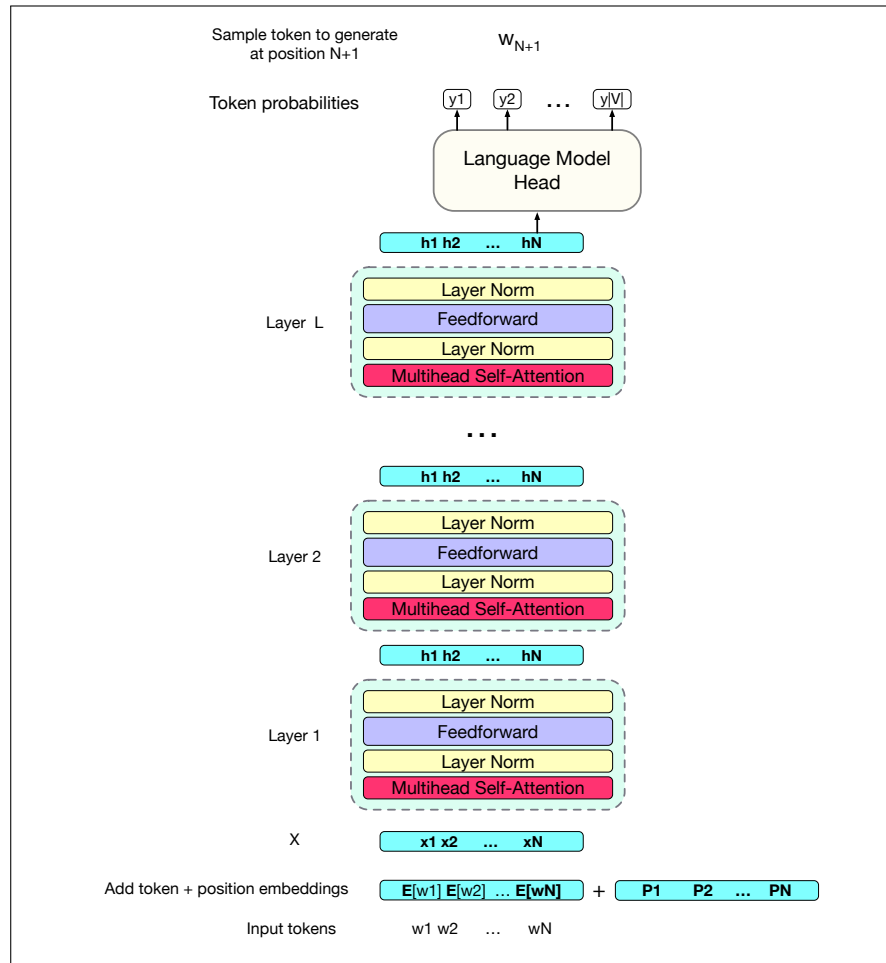 Sample token to generate
at position N+1
wN+1
Token probabilities
y1 y2 ... y|V|
Language Model
Head
h1 h2 ... hN
Layer L
Layer Norm
Feedforward
Layer Norm
Multihead Self-Attention
...
h1 h2 ... hN
Layer 2
Layer Norm
Feedforward
Layer Norm
Multihead Self-Attention
h1 h2 ... hN
Layer 1
Layer Norm
Feedforward
Layer Norm
Multihead Self-Attention
X
x1 x2 ... xN
Add token + position embeddings
E[w1] E[w2] ... E[wN] + P1 P2 ... PN
Input tokens
w1 w2 ... wN